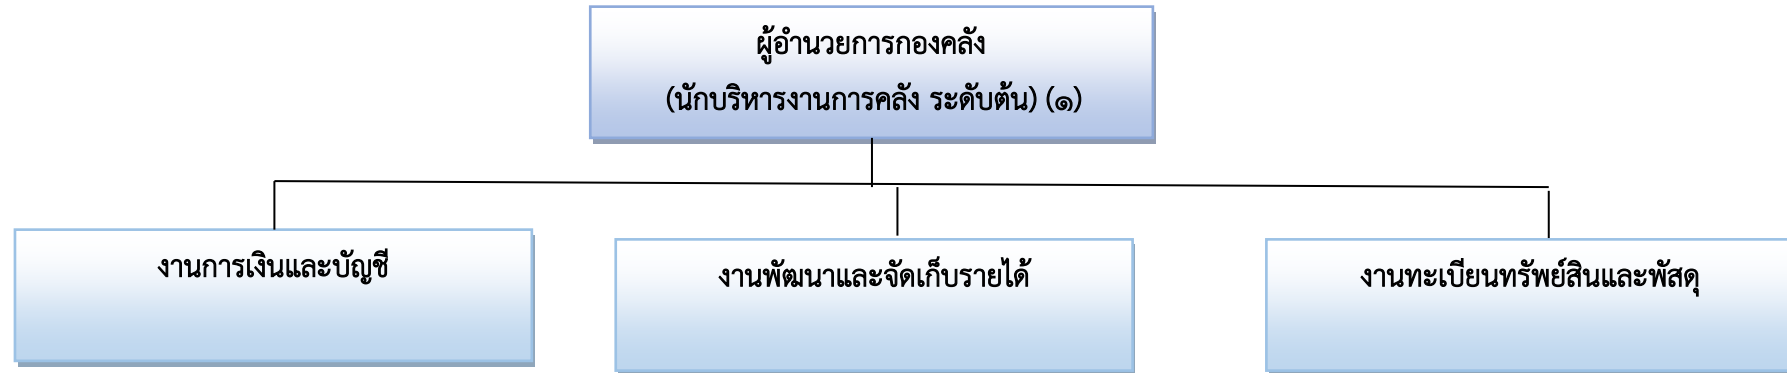 ผู้อำนวยการกองคลัง
(นักบริหารงานการคลัง ระดับต้น) (๑)
งานการเงินและบัญชี
งานพัฒนาและจัดเก็บรายได้
งานทะเบียนทรัพย์สินและพัสดุ